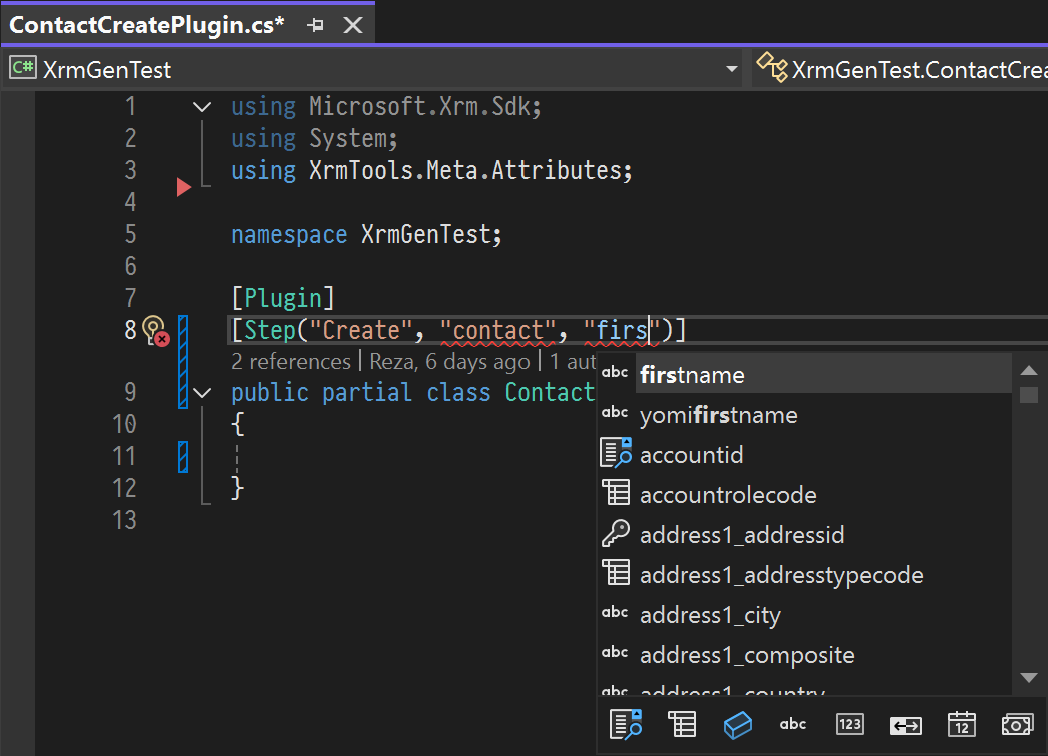 ContactCreatePlugin.cs*
C# XrmGenTest XrmGenTest.ContactCrea
1 using Microsoft.Xrm.Sdk;
2 using System;
3 using XrmTools.Meta.Attributes;
4
5 namespace XrmGenTest;
6
7 [Plugin]
8 [Step("Create", "contact", "firs")]
2 references | Reza, 6 days ago | 1 aut
9 public partial class Contact
10 {
11
12 }
13
abc firstname
abc yomifirstname
accountid
accountrolecode
address1_addressid
address1_addresstypecode
abc address1_city
abc address1_composite
abc address1_country
abc 123 12